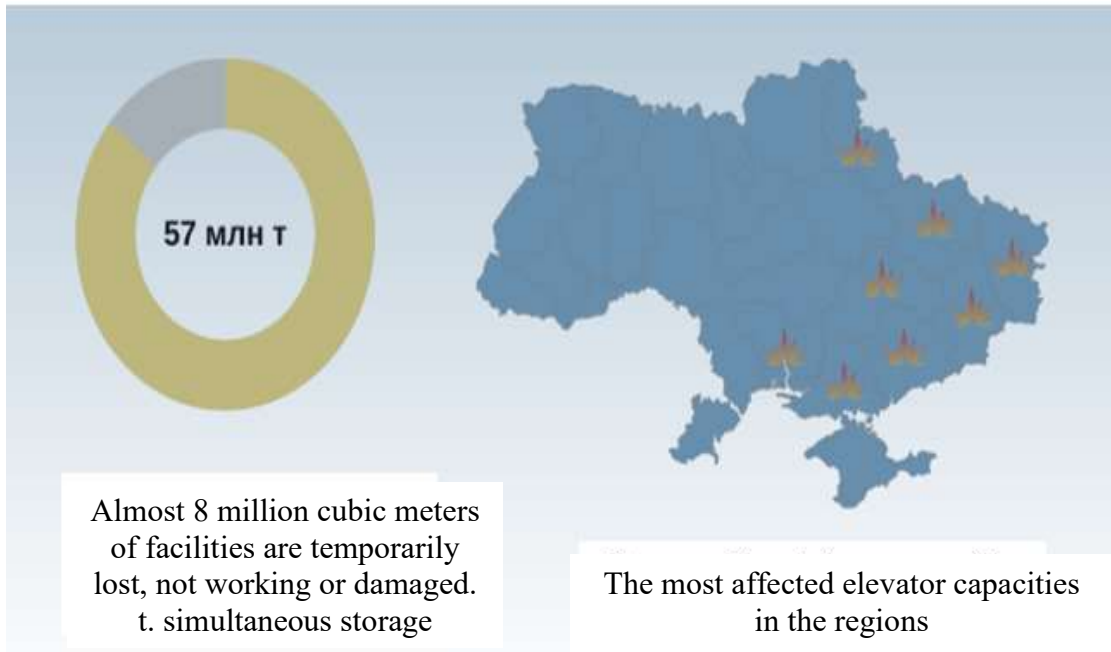 57 млн т
Almost 8 million cubic meters
of facilities are temporarily
lost, not working or damaged.
t. simultaneous storage
The most affected elevator capacities
in the regions